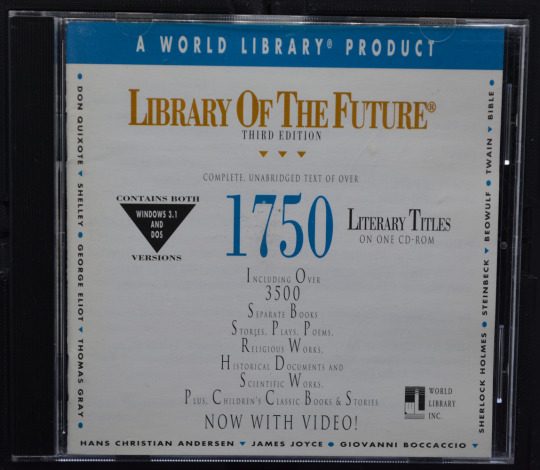 A WORLD LIBRARY® PRODUCT
LIBRARY OF THE FUTURE®
THIRD EDITION
COMPLETE, UNABRIDGED TEXT OF OVER
CONTAINS BOTH
WINDOWS 3.1
AND
DOS
VERSIONS
1750
LITERARY TITLES
ON ONE CD-ROM
INCLUDING OVER
3500
SEPARATE BOOKS
STORIES, PLAYS, POEMS,
RELIGIOUS WORKS,
HISTORICAL DOCUMENTS AND
SCIENTIFIC WORKS,
PLUS, CHILDREN'S CLASSIC BOOKS & STORIES
NOW WITH VIDEO!
WORLD
LIBRARY
INC.
DON QUIXOTE ▼ SHELLEY ● GEORGE ELIOT ▼ THOMAS GRAY ●
HANS CHRISTIAN ANDERSEN ▼ JAMES JOYCE ● GIOVANNI BOCCACCIO ▼
SHERLOCK HOLMES ● STEINBECK ▼ BEOWULF ● TWAIN ▼ BIBLE ●